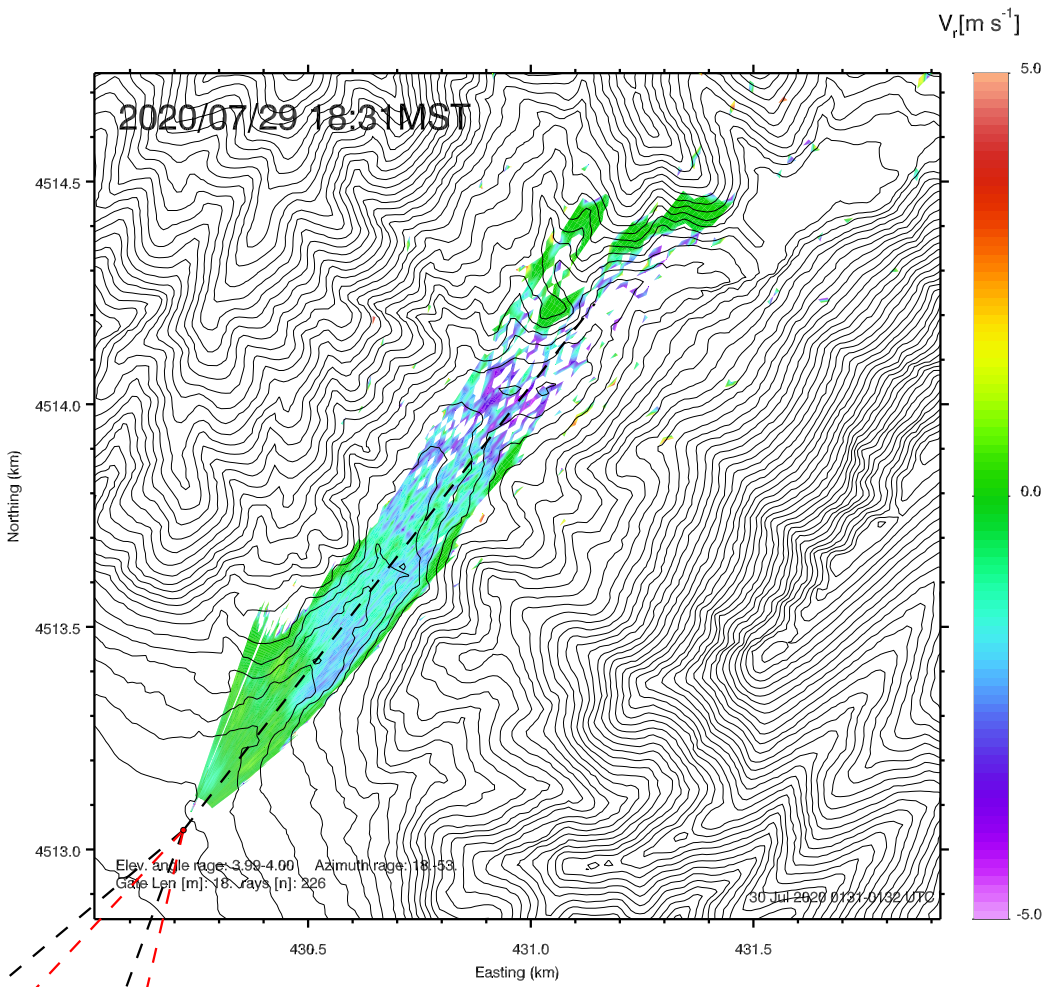 Vr[m s-1]
5.0
2020/07/29 18:31MST
4514.5
4514.0
0.0
Northing (km)
4513.5
4513.0
Elev. angle rage: 3.99-4.00 Azimuth rage: 18.-53.
Gate Len [m]: 18. rays [n]: 226
30 Jul 2020 0131-0132 UTC
-5.0
430.5
431.0
431.5
Easting (km)